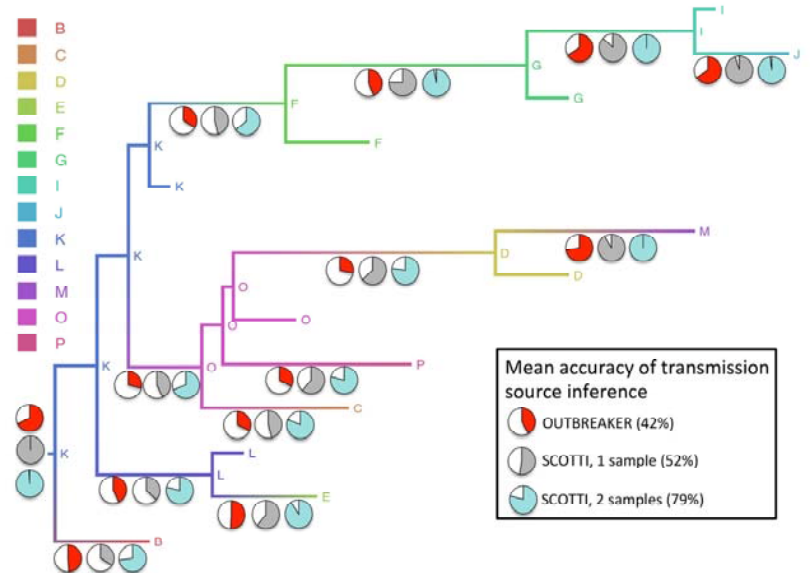 B
C
D
E
F
G
I
J
K
L
M
O
P
I
I
J
G
G
F
F
K
K
K
M
D
D
O
O
O
O
P
C
K
K
L
L
E
B
Mean accuracy of transmission
source inference
OUTBREAKER (42%)
SCOTTI, 1 sample (52%)
SCOTTI, 2 samples (79%)